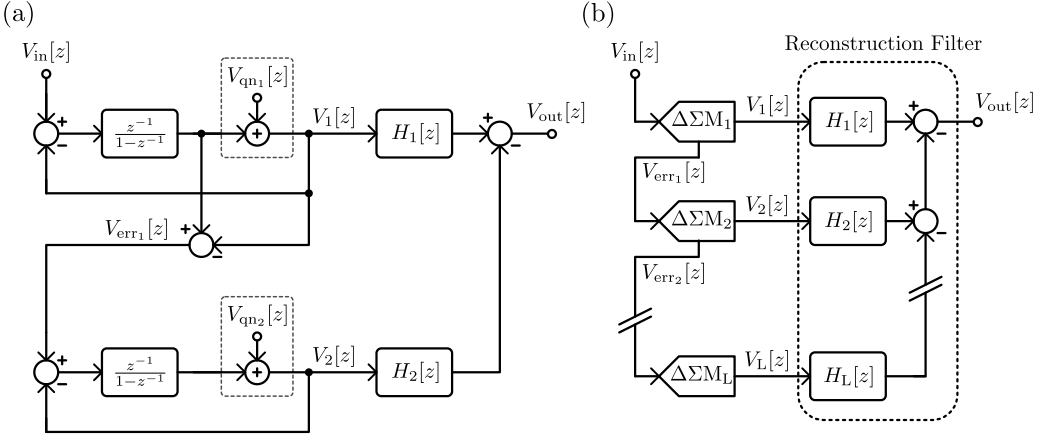 (a)
V_in[z]
V_qn1[z]
z^-1
1-z^-1
+
-
+
V_1[z]
H_1[z]
+
-
V_out[z]
V_err1[z]
+
-
V_qn2[z]
+
-
z^-1
1-z^-1
+
V_2[z]
H_2[z]
(b)
V_in[z]
Reconstruction Filter
ΔΣM_1
V_1[z]
H_1[z]
+
-
V_out[z]
V_err1[z]
ΔΣM_2
V_2[z]
H_2[z]
+
-
V_err2[z]
ΔΣM_L
V_L[z]
H_L[z]